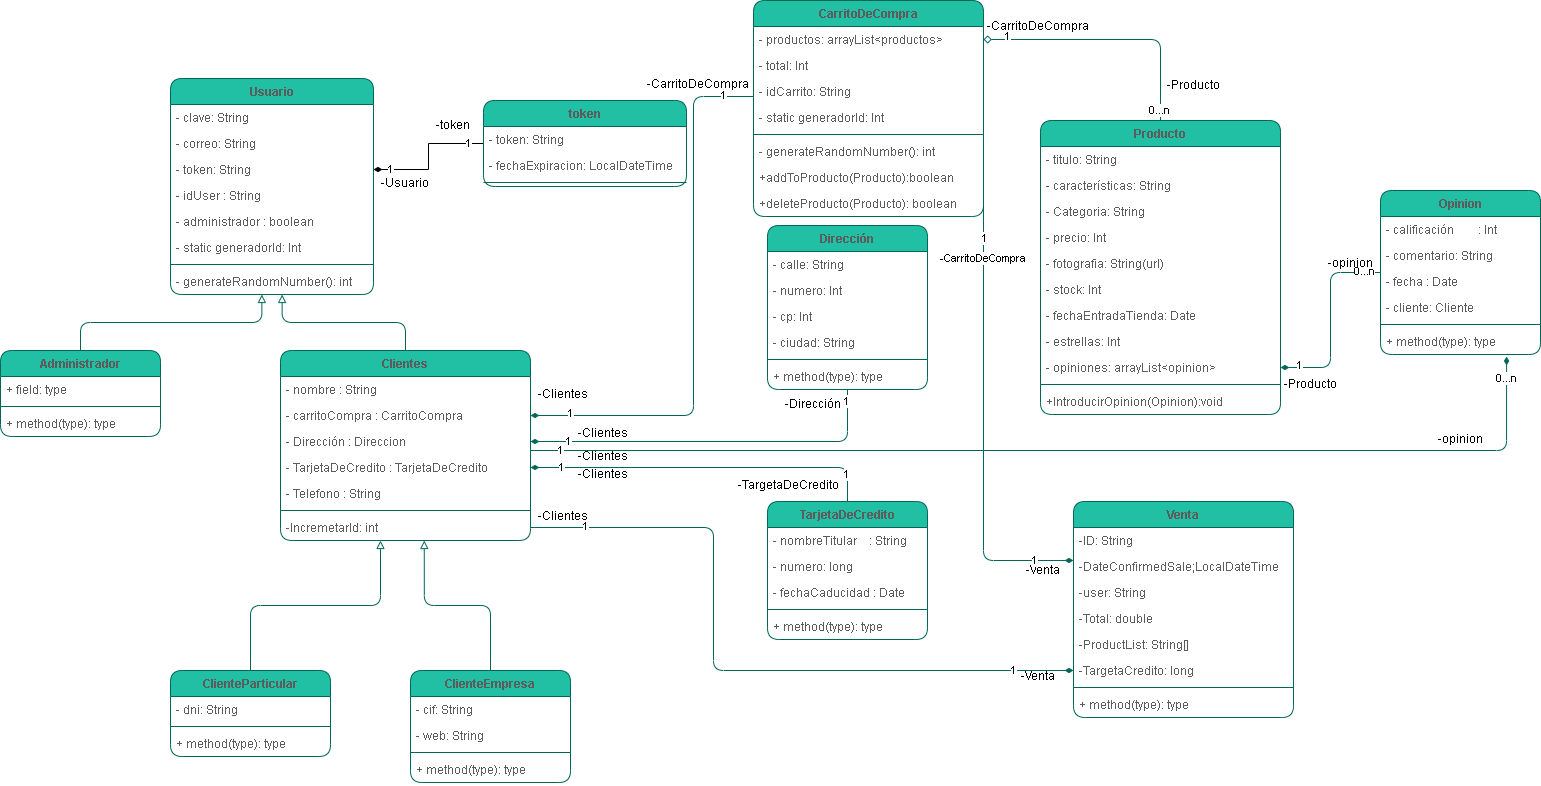 CarritoDeCompra
- productos: arrayList<productos>
- total: Int
- idCarrito: String
- static generadorId: Int
- generateRandomNumber(): int
+addToProducto(Producto):boolean
+deleteProducto(Producto): boolean
-CarritoDeCompra
1
-Producto
0...n
-CarritoDeCompra
1
Usuario
- clave: String
- correo: String
- token: String
- idUser : String
- administrador : boolean
- static generadorId: Int
- generateRandomNumber(): int
-token
1
1
-Usuario
token
- token: String
- fechaExpiracion: LocalDateTime
Producto
- titulo: String
- características: String
- Categoria: String
- precio: Int
- fotografia: String(url)
- stock: Int
- fechaEntradaTienda: Date
- estrellas: Int
- opiniones: arrayList<opinion>
+IntroducirOpinion(Opinion):void
Opinion
- calificación : Int
- comentario: String
- fecha : Date
- cliente: Cliente
+ method(type): type
-opinion
0...n
1
-Producto
0...n
-opinion
1
-CarritoDeCompra
Dirección
- calle: String
- numero: Int
- cp: Int
- ciudad: String
+ method(type): type
-Dirección
1
Administrador
+ field: type
+ method(type): type
Clientes
- nombre : String
- carritoCompra : CarritoCompra
- Dirección : Direccion
- TarjetaDeCredito : TarjetaDeCredito
- Telefono : String
-IncremetarId: int
-Clientes
1
-Clientes
1
1
-Clientes
1
-Clientes
-Clientes
1
-TargetaDeCredito
1
TarjetaDeCredito
- nombreTitular : String
- numero: long
- fechaCaducidad : Date
+ method(type): type
Venta
-ID: String
-DateConfirmedSale;LocalDateTime
-user: String
-Total: double
-ProductList: String[]
-TargetaCredito: long
+ method(type): type
1
-Venta
1
-Venta
ClienteParticular
- dni: String
+ method(type): type
ClienteEmpresa
- cif: String
- web: String
+ method(type): type